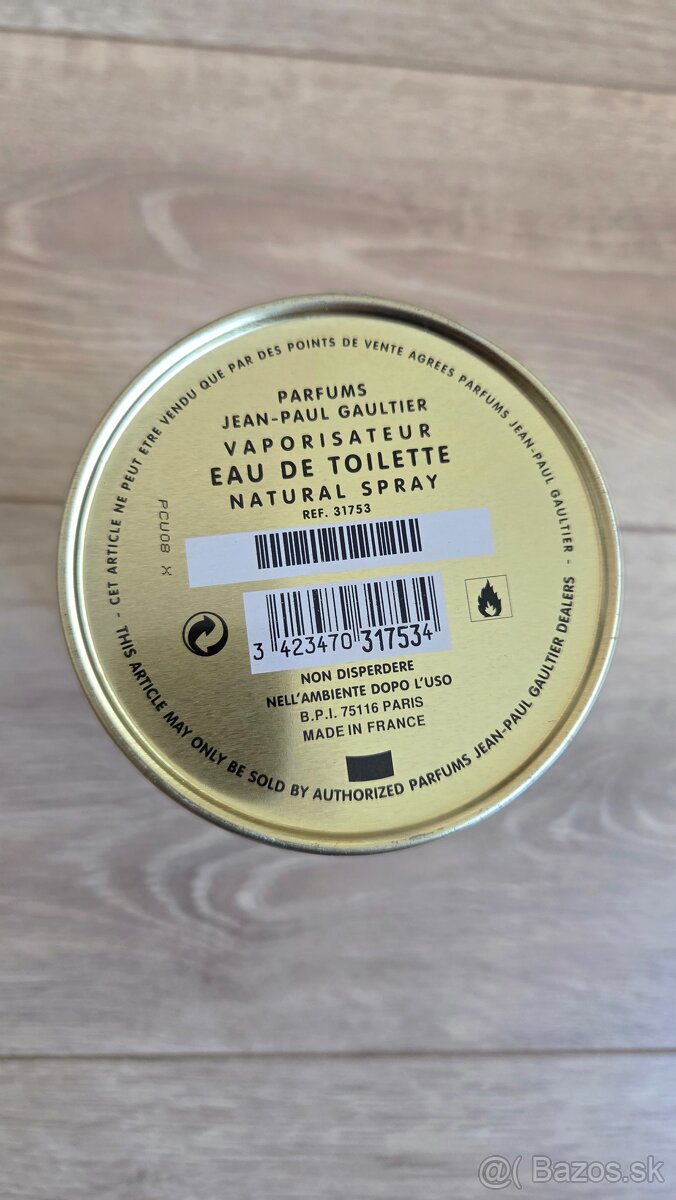 - CET ARTICLE NE PEUT ETRE VENDU QUE PAR DES POINTS DE VENTE AGREES PARFUMS JEAN-PAUL GAULTIER -
PARFUMS
JEAN-PAUL GAULTIER
VAPORISATEUR
EAU DE TOILETTE
NATURAL SPRAY
REF. 31753
PCU08 X
3 423470 317534
NON DISPERDERE
NELL'AMBIENTE DOPO L'USO
B.P.I. 75116 PARIS
MADE IN FRANCE
THIS ARTICLE MAY ONLY BE SOLD BY AUTHORIZED PARFUMS JEAN-PAUL GAULTIER DEALERS
@( Bazos.sk